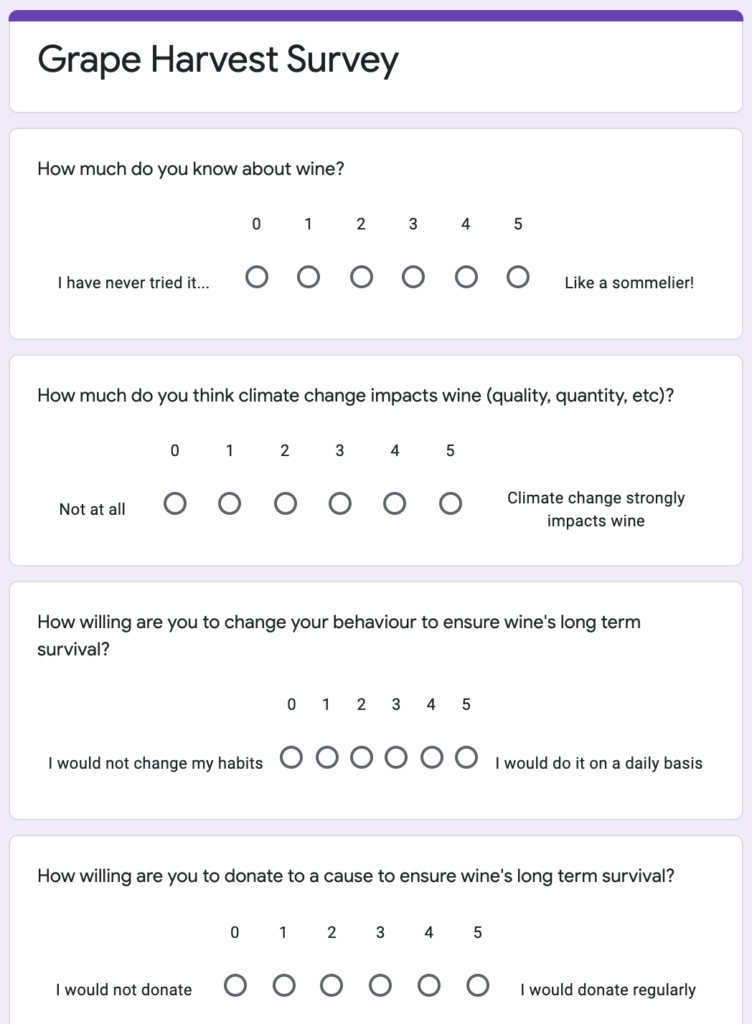 Grape Harvest Survey
How much do you know about wine?
0 1 2 3 4 5
I have never tried it... Like a sommelier!
How much do you think climate change impacts wine (quality, quantity, etc)?
0 1 2 3 4 5
Not at all Climate change strongly
impacts wine
How willing are you to change your behaviour to ensure wine's long term
survival?
0 1 2 3 4 5
I would not change my habits I would do it on a daily basis
How willing are you to donate to a cause to ensure wine's long term survival?
0 1 2 3 4 5
I would not donate I would donate regularly